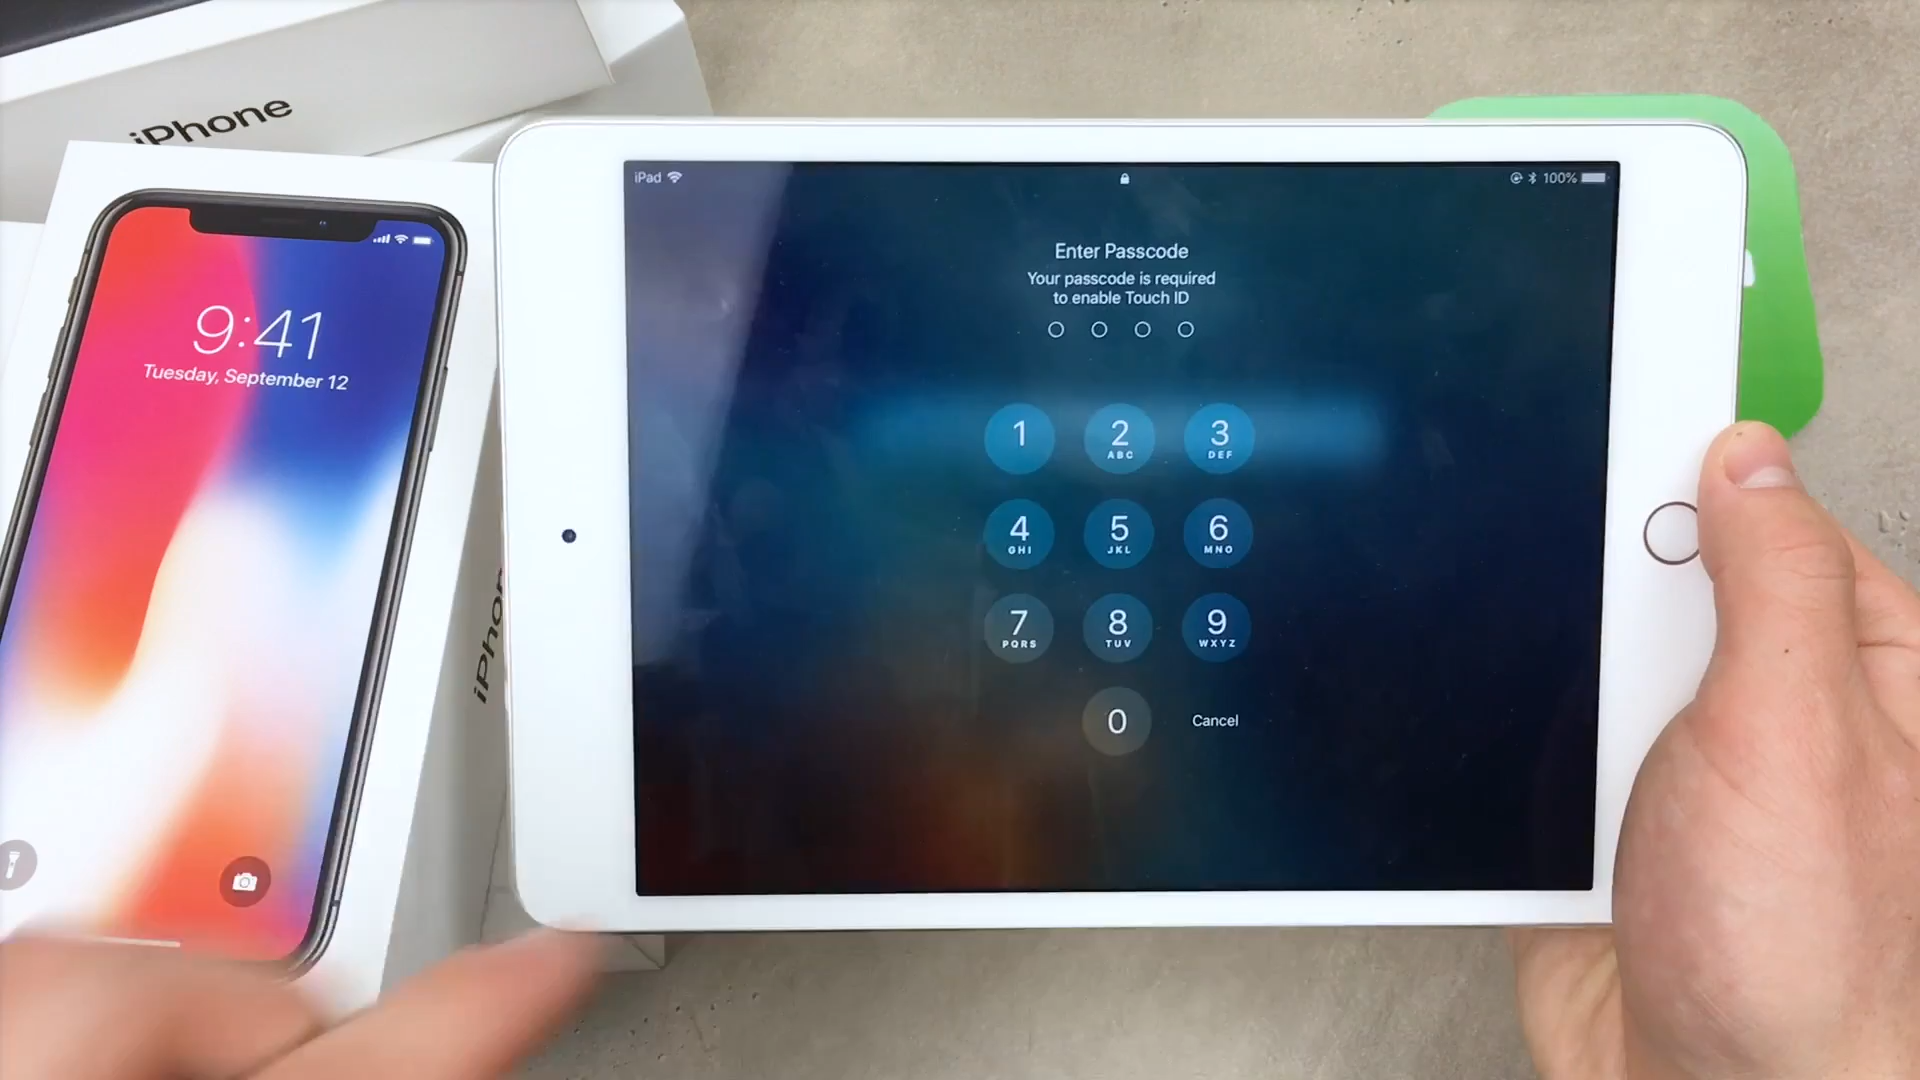 iPhone
9:41
Tuesday, September 12
iPhone
iPad
100%
Enter Passcode
Your passcode is required
to enable Touch ID
1
2
ABC
3
DEF
4
GHI
5
JKL
6
MNO
7
PQRS
8
TUV
9
WXYZ
0
Cancel